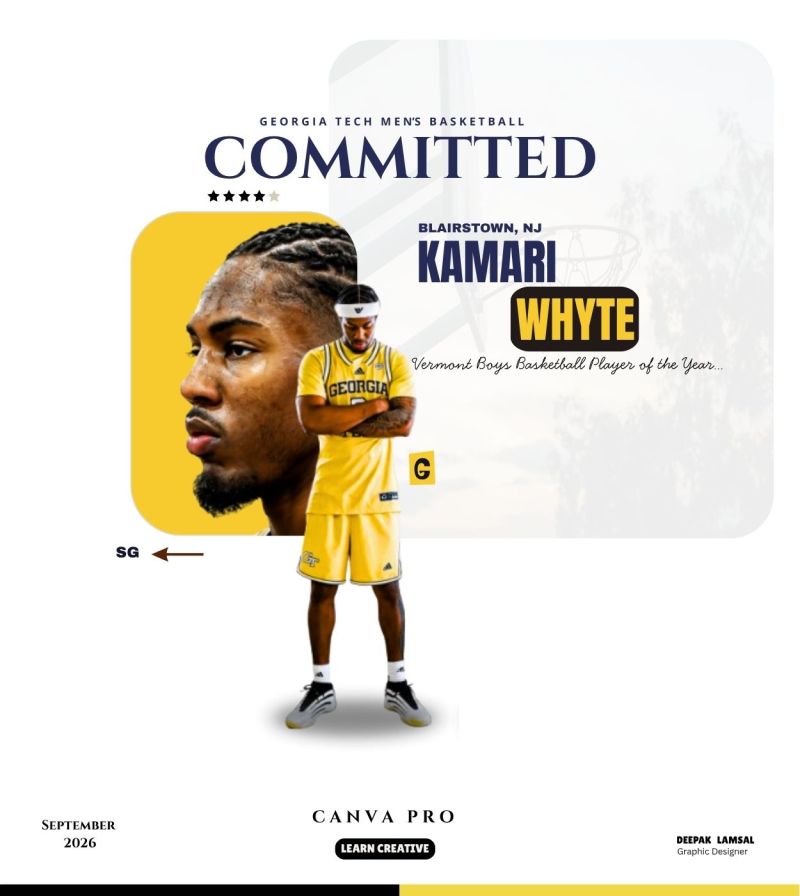 GEORGIA TECH MEN'S BASKETBALL
COMMITTED
BLAIRSTOWN, NJ
KAMARI
WHYTE
Vermont Boys Basketball Player of the Year...
GEORGIA
G
GT
SG
SEPTEMBER
2026
CANVA PRO
LEARN CREATIVE
DEEPAK LAMSAL
Graphic Designer